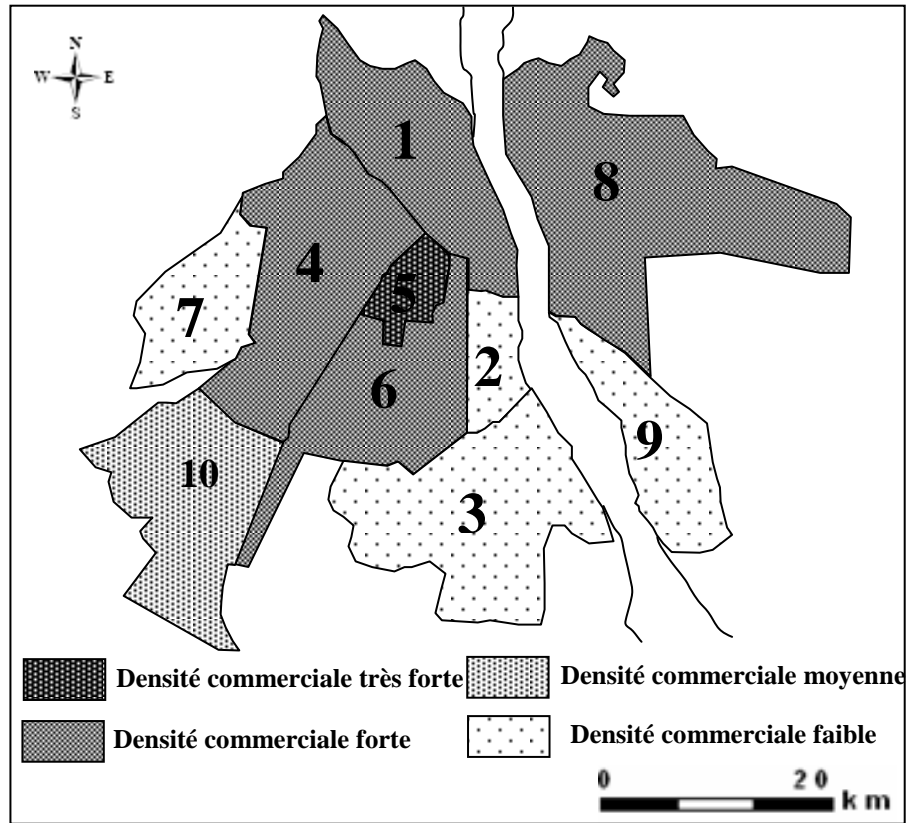 N
W E
S
1
8
4
5
7
2
6
9
10
3
Densité commerciale très forte
Densité commerciale moyenne
Densité commerciale forte
Densité commerciale faible
0 20
km